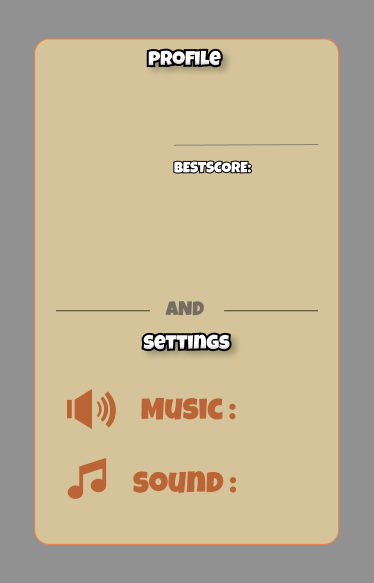 PROFILE
BESTSCORE:
AND
SETTINGS
MUSIC :
SOUND :